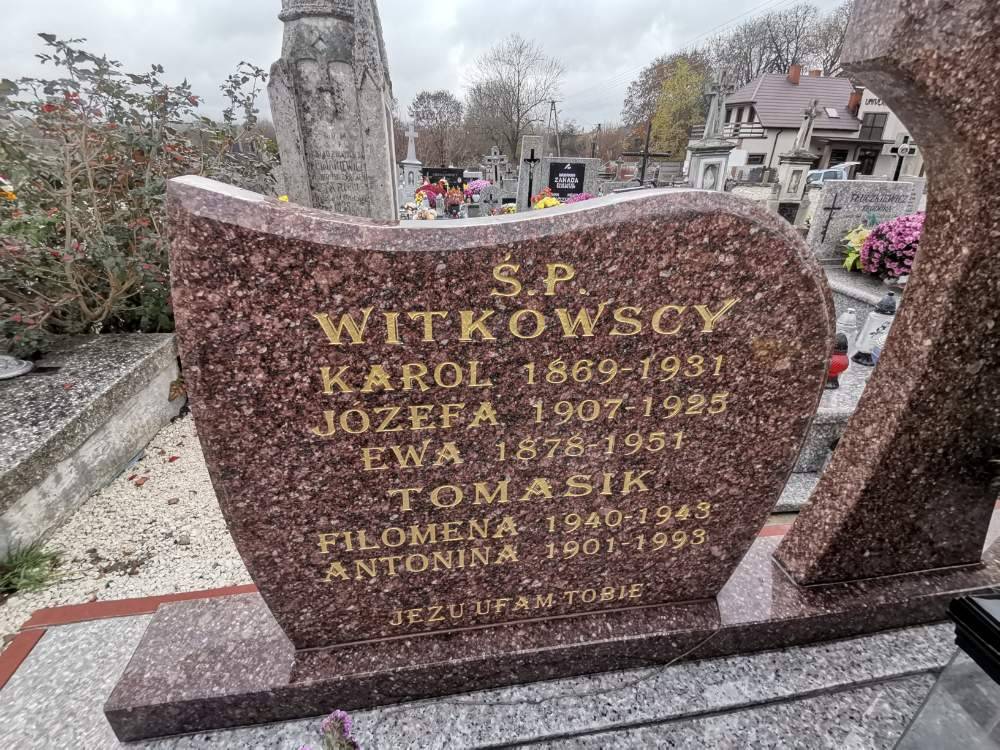 Ś.P.
WITKOWSCY
KAROL 1869-1931
JÓZEFA 1907-1925
EWA 1878-1951
TOMASIK
FILOMENA 1940-1943
ANTONINA 1901-1993
JEZU UFAM TOBIE